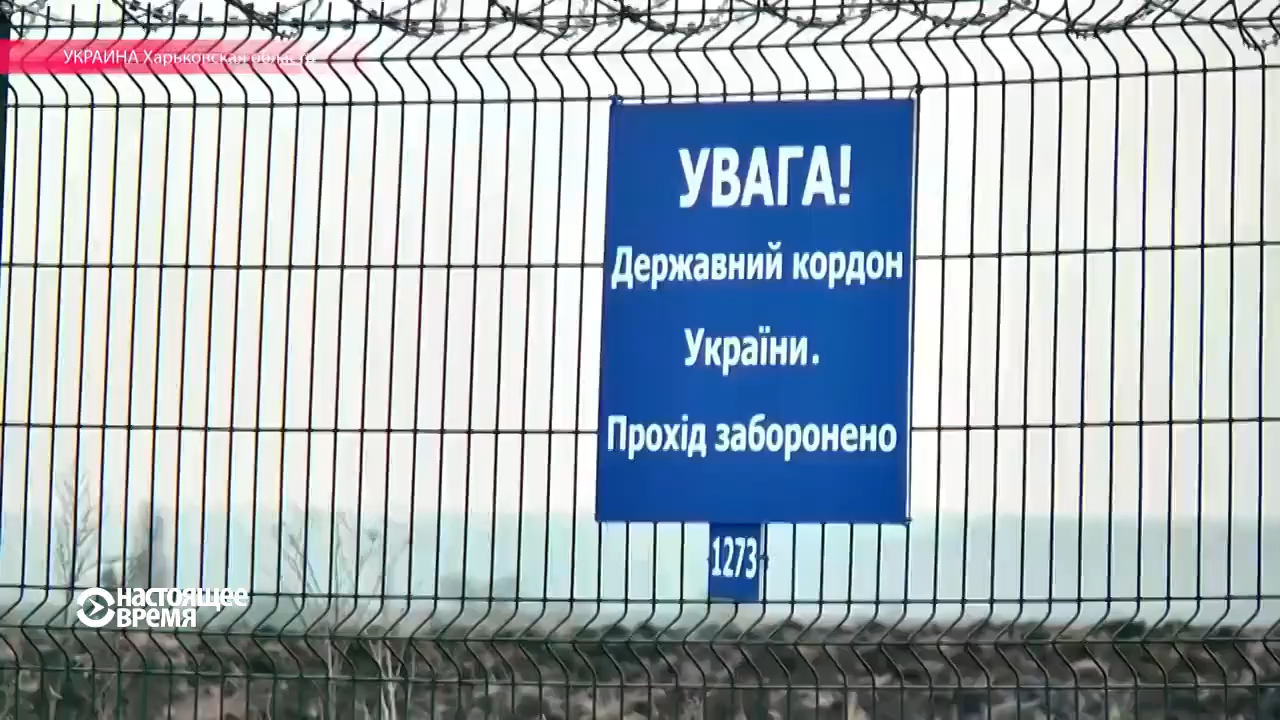 УКРАИНА Харьковская область
УВАГА!
Державний кордон
України.
Прохід заборонено
1273
НАСТОЯЩЕЕ
ВРЕМЯ